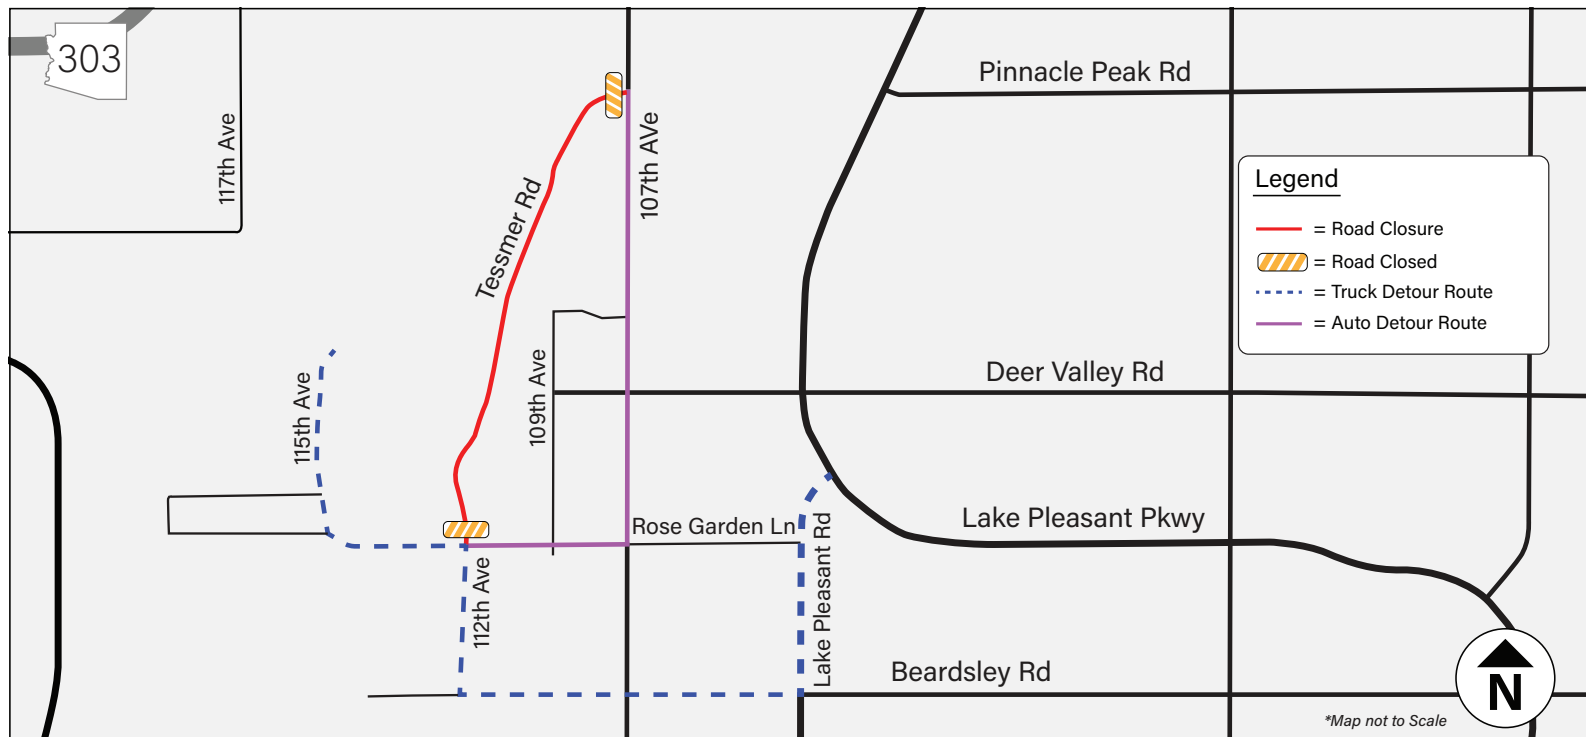 303
117th Ave
Tessmer Rd
107th AVe
Pinnacle Peak Rd
Legend
= Road Closure
= Road Closed
= Truck Detour Route
= Auto Detour Route
115th Ave
109th Ave
Deer Valley Rd
Rose Garden Ln
Lake Pleasant Pkwy
112th Ave
Lake Pleasant Rd
Beardsley Rd
N
*Map not to Scale